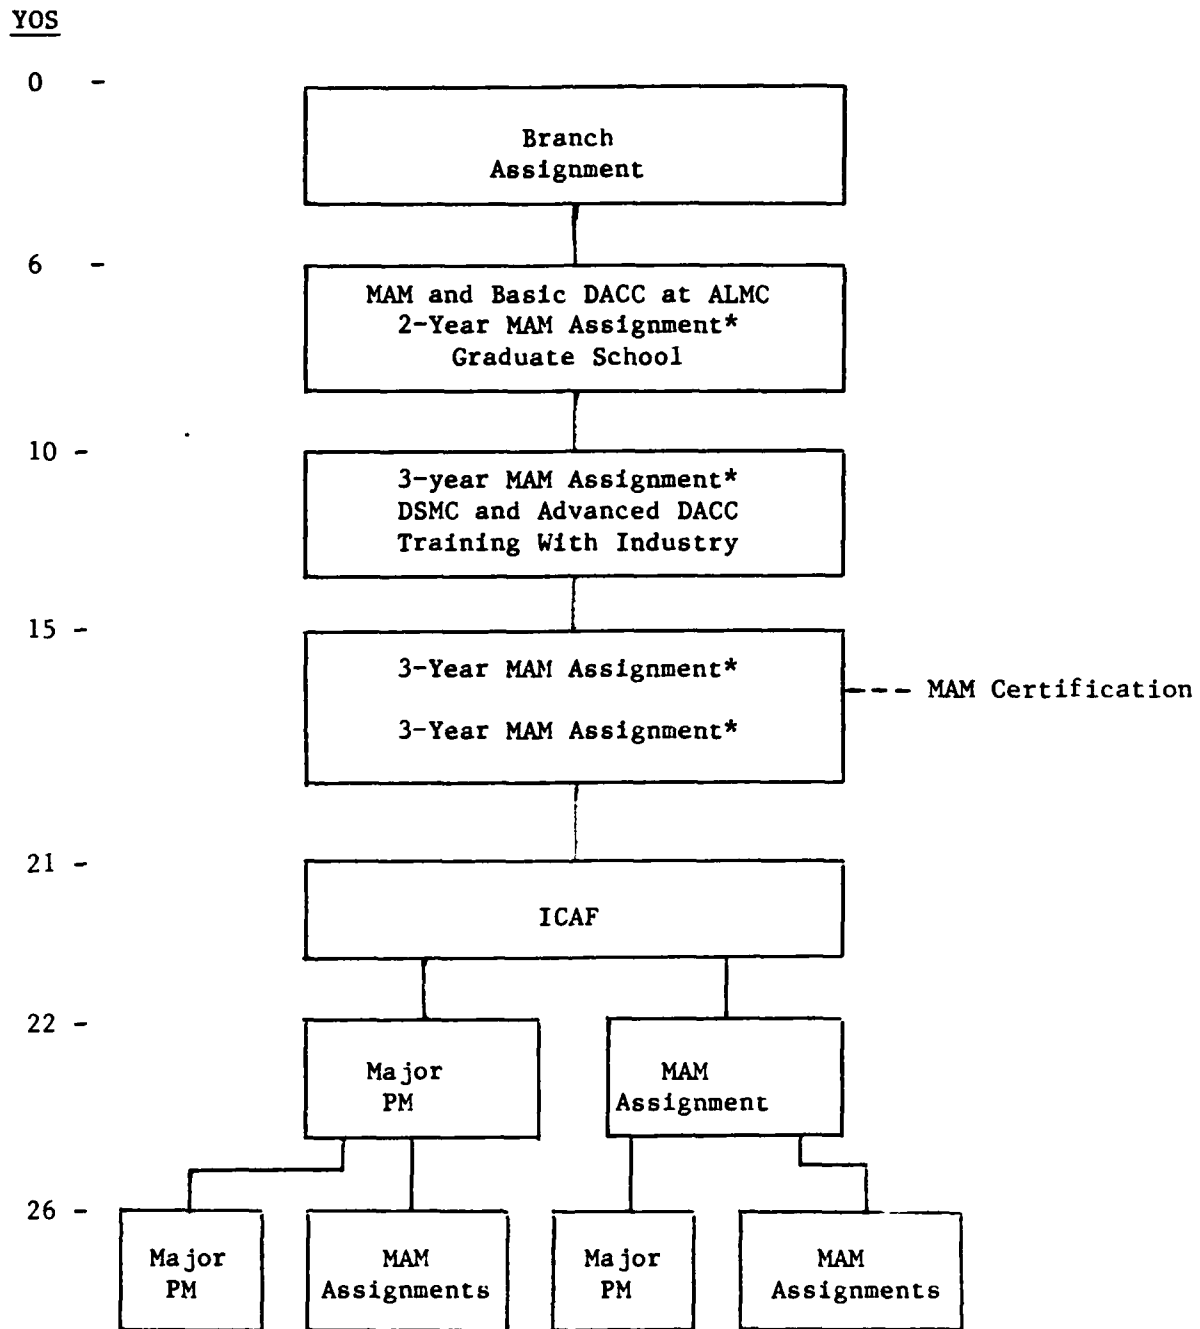 YOS
0 -
Branch
Assignment
6 -
MAM and Basic DACC at ALMC
2-Year MAM Assignment*
Graduate School
10 -
3-year MAM Assignment*
DSMC and Advanced DACC
Training With Industry
15 -
3-Year MAM Assignment*
--- MAM Certification
3-Year MAM Assignment*
21 -
ICAF
22 -
Major
PM
MAM
Assignment
26 -
Major
PM
MAM
Assignments
Major
PM
MAM
Assignments